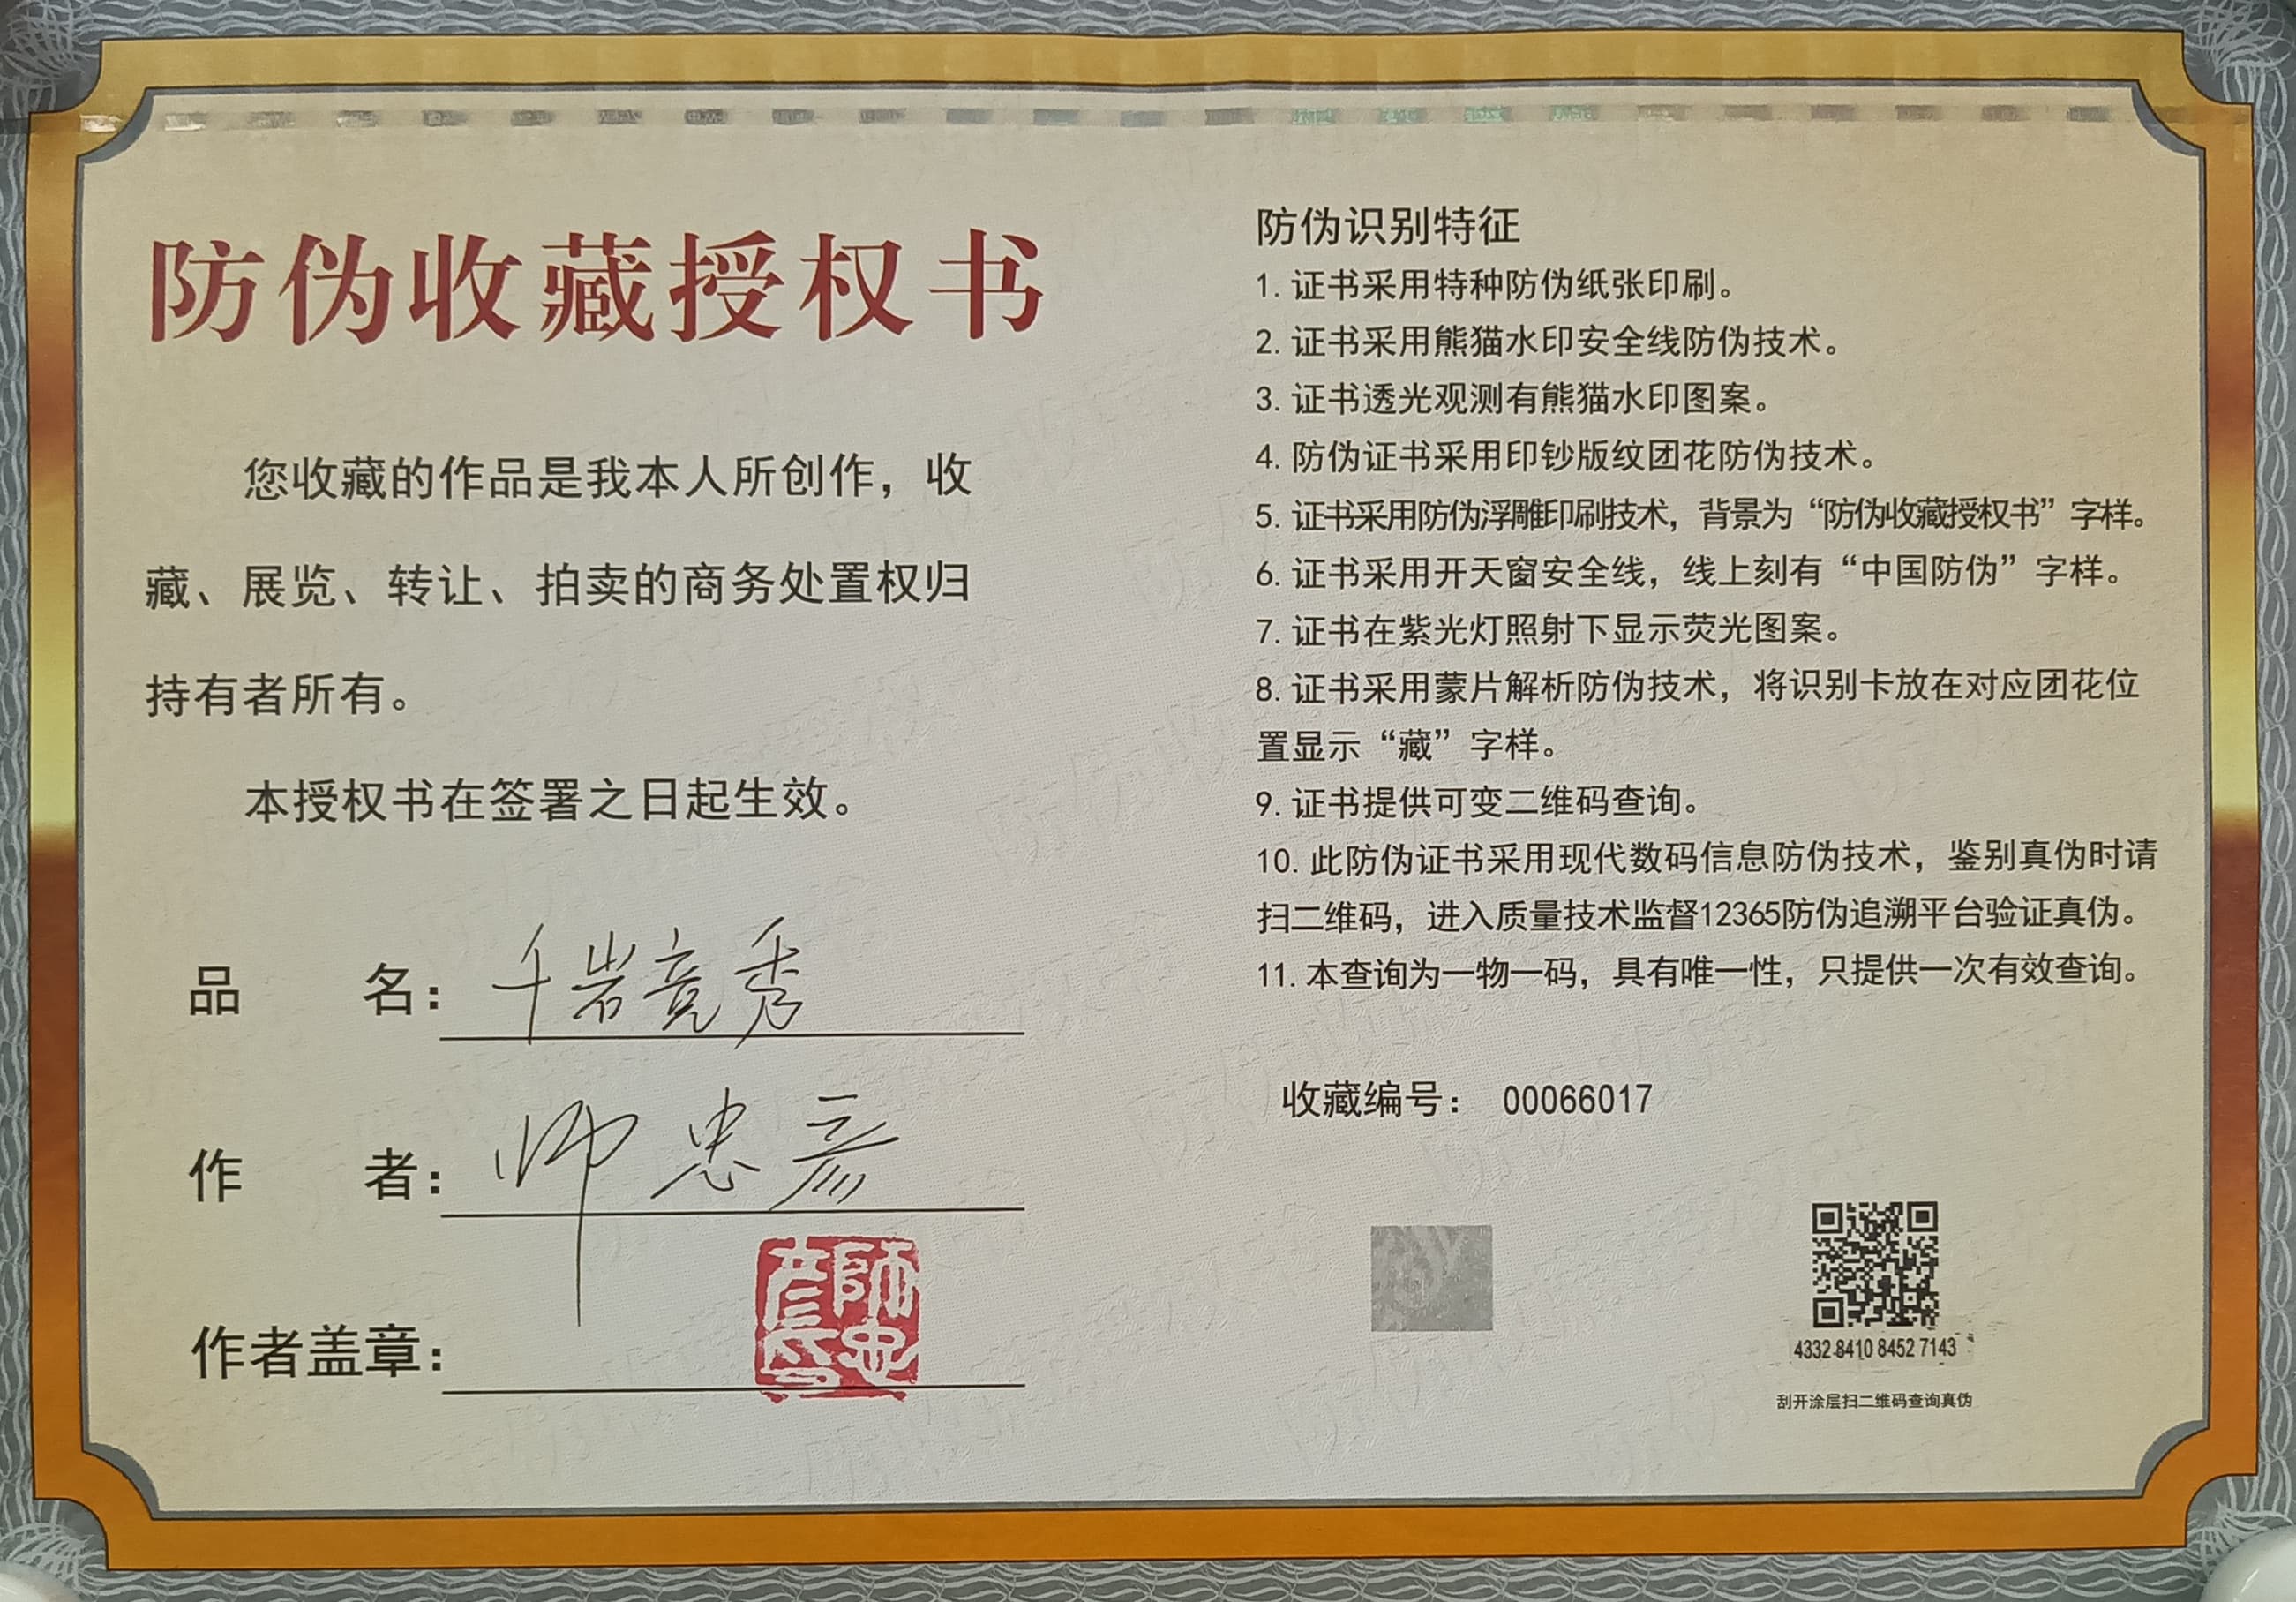 防伪收藏授权书
您收藏的作品是我本人所创作，收
藏、展览、转让、拍卖的商务处置权归
持有者所有。
本授权书在签署之日起生效。
品 名：千岩竞秀
作 者：师忠彦
作者盖章：
師忠彦印
防伪识别特征
1. 证书采用特种防伪纸张印刷。
2. 证书采用熊猫水印安全线防伪技术。
3. 证书透光观测有熊猫水印图案。
4. 防伪证书采用印钞版纹团花防伪技术。
5. 证书采用防伪浮雕印刷技术，背景为“防伪收藏授权书”字样。
6. 证书采用开天窗安全线，线上刻有“中国防伪”字样。
7. 证书在紫光灯照射下显示荧光图案。
8. 证书采用蒙片解析防伪技术，将识别卡放在对应团花位
置显示“藏”字样。
9. 证书提供可变二维码查询。
10. 此防伪证书采用现代数码信息防伪技术，鉴别真伪时请
扫二维码，进入质量技术监督12365防伪追溯平台验证真伪。
11. 本查询为一物一码，具有唯一性，只提供一次有效查询。
收藏编号： 00066017
4332 8410 8452 7143
刮开涂层扫二维码查询真伪